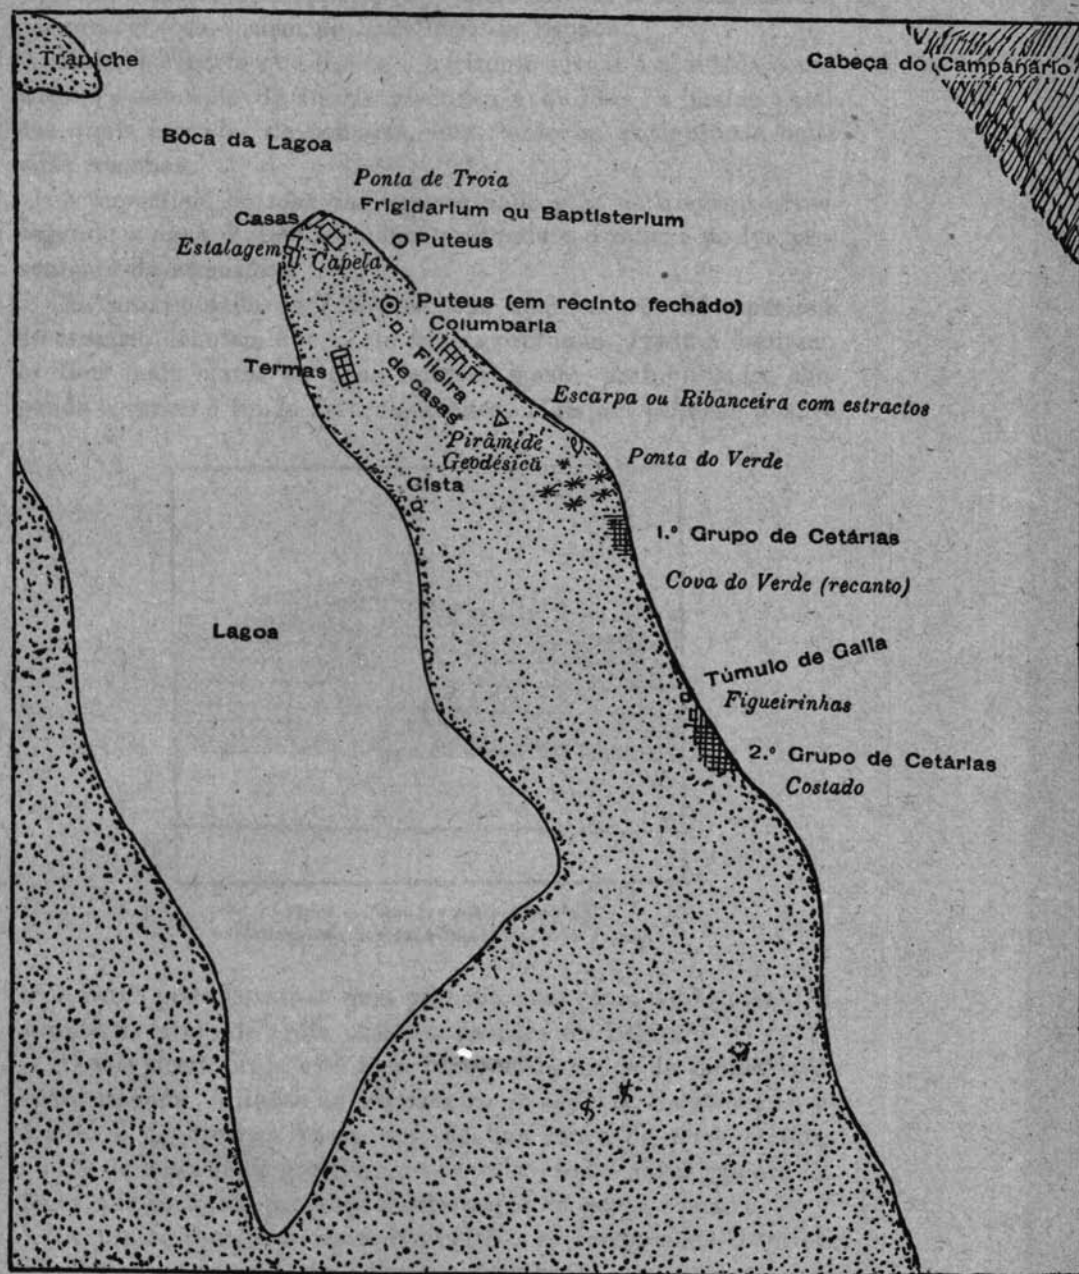 Trapiche
Cabeça do Campanário
Bôca da Lagoa
Ponta de Troia
Frigidarium ou Baptisterium
Casas
Puteus
Estalagem
Capela
Puteus (em recinto fechado)
Columbaria
Termas
Fileira
de casas
Escarpa ou Ribanceira com estractos
Pirâmide
Geodésica
Ponta do Verde
Cista
1.º Grupo de Cetárias
Cova do Verde (recanto)
Lagoa
Túmulo de Galla
Figueirinhas
2.º Grupo de Cetárias
Costado